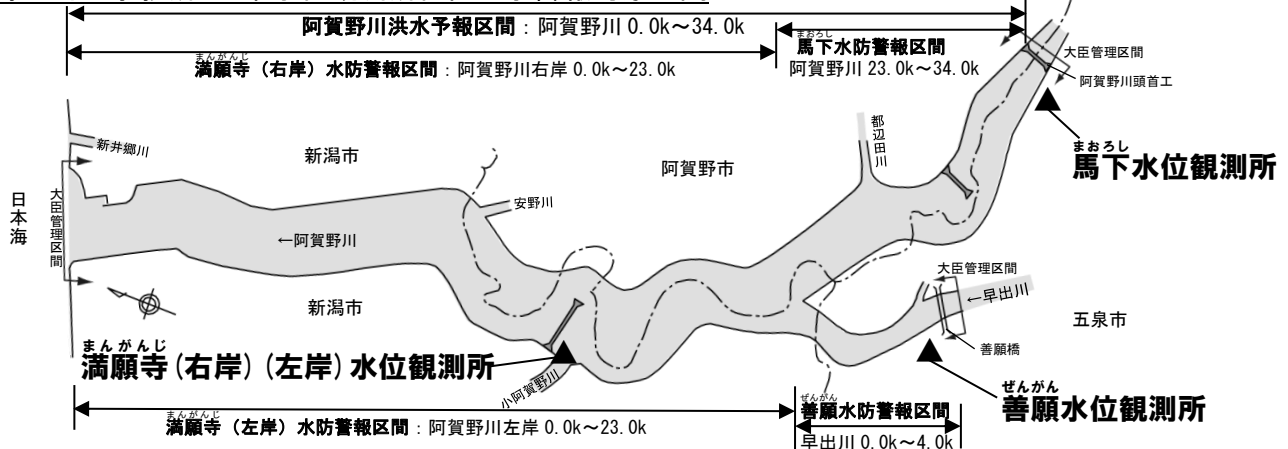 阿賀野川洪水予報区間：阿賀野川 0.0k～34.0k
まんがんじ
満願寺（右岸）水防警報区間：阿賀野川右岸 0.0k～23.0k
まおろし
馬下水防警報区間
阿賀野川 23.0k～34.0k
大臣管理区間
阿賀野川頭首工
まおろし
馬下水位観測所
新井郷川
新潟市
阿賀野市
都辺田川
安野川
日本海
大臣管理区間
←阿賀野川
新潟市
大臣管理区間
←早出川
五泉市
善願橋
まんがんじ
満願寺(右岸)(左岸)水位観測所
小阿賀野川
ぜんがん
善願水位観測所
まんがんじ
満願寺（左岸）水防警報区間：阿賀野川左岸 0.0k～23.0k
ぜんがん
善願水防警報区間
早出川 0.0k～4.0k